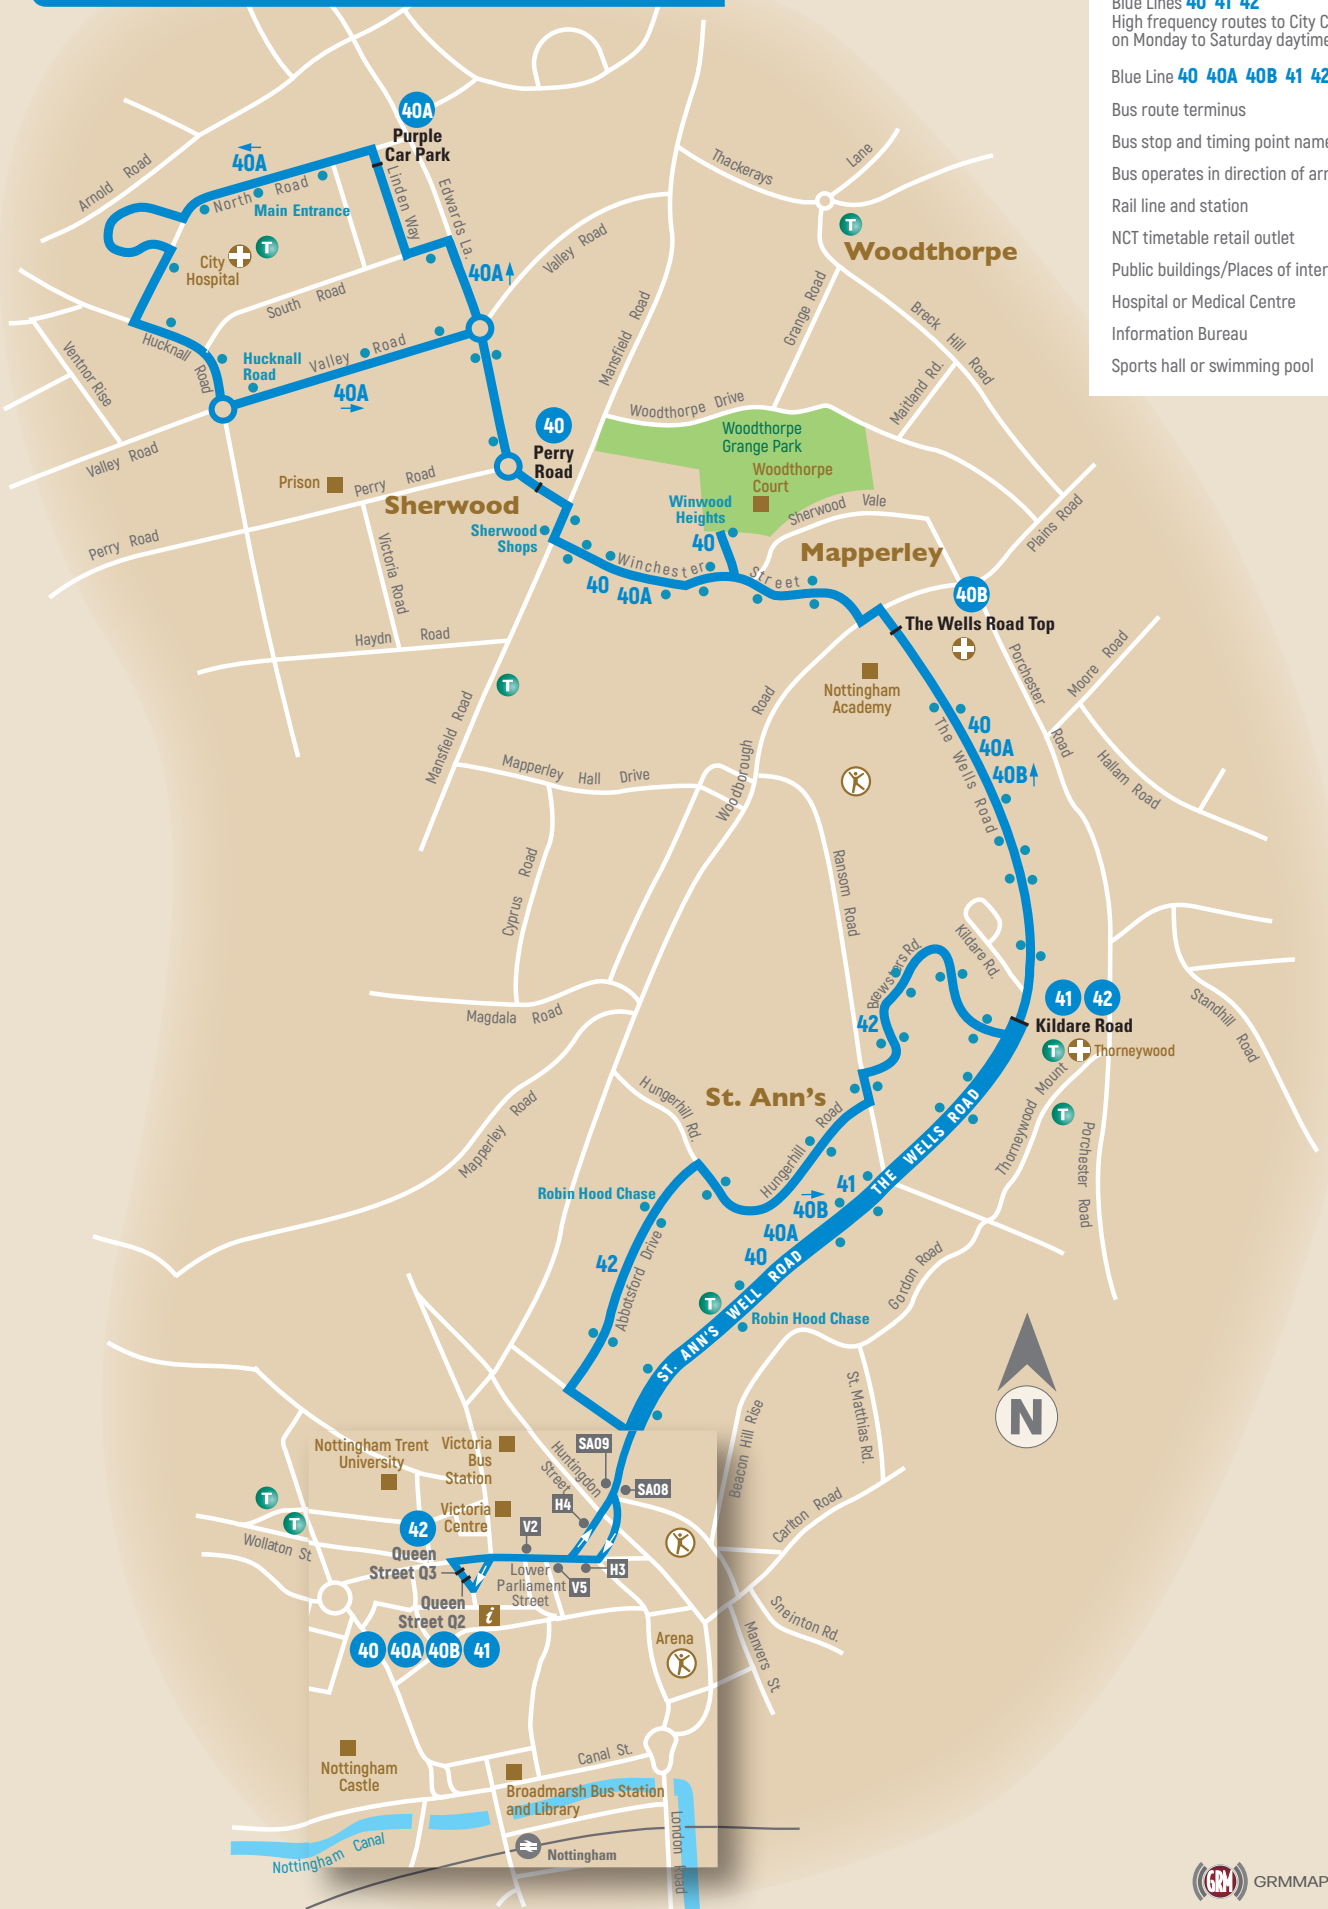 Blue Lines 40 41 42
High frequency routes to City C
on Monday to Saturday daytime
Blue Line 40 40A 40B 41 42
Bus route terminus
Bus stop and timing point name
Bus operates in direction of arr
Rail line and station
NCT timetable retail outlet
Public buildings/Places of inter
Hospital or Medical Centre
Information Bureau
Sports hall or swimming pool
40A
Purple
Car Park
40A
Arnold Road
North Road
Main Entrance
Linden Way
Edwards La.
T
City
Hospital
40A
South Road
Valley Road
Hucknall Road
Hucknall
Road
Valley Road
40A
Ventnor Rise
Valley Road
Thackerays Lane
T
Woodthorpe
Mansfield Road
Grange Road
Breck Hill Road
Maitland Rd.
Woodthorpe Drive
Woodthorpe
Grange Park
Woodthorpe
Court
40
Perry
Road
Prison
Perry Road
Sherwood
Sherwood
Shops
Perry Road
Victoria Road
Winwood
Heights
40
Sherwood Vale
Plains Road
Mapperley
Winchester Street
40 40A
40B
The Wells Road Top
Haydn Road
T
Mansfield Road
Nottingham
Academy
Porchester Road
Moore Road
Hallam Road
40
40A
40B
The Wells Road
Mapperley Hall Drive
Woodborough Road
Cyprus Road
Ransom Road
Brewsters Rd.
Kildare Rd.
42
41 42
Kildare Road
T
Thorneywood
Standhill Road
Magdala Road
T
Thorneywood Mount
Porchester Road
Hungerhill Rd.
St. Ann's
Mapperley Road
Hungerhill Road
THE WELLS ROAD
Robin Hood Chase
41
40B
40A
40
42
Abbotsford Drive
Gordon Road
T
ST. ANN'S WELL ROAD
Robin Hood Chase
St. Matthias Rd.
Beacon Hill Rise
N
Nottingham Trent
University
Victoria
Bus
Station
Huntingdon
Street
SA09
SA08
H4
Victoria
Centre
V2
Carlton Road
T
T
Wollaton St
42
Queen
Street Q3
Lower
Parliament
Street
V5
H3
Queen
Street Q2
i
40 40A 40B 41
Arena
Sneinton Rd.
Manvers St.
Nottingham
Castle
Canal St.
Broadmarsh Bus Station
and Library
Nottingham Canal
London Road
Nottingham
GRM GRMMAP